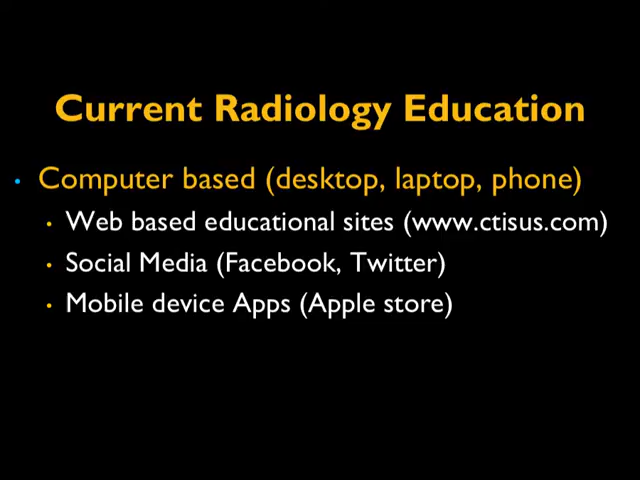 Current Radiology Education
• Computer based (desktop, laptop, phone)
• Web based educational sites (www.ctisus.com)
• Social Media (Facebook, Twitter)
• Mobile device Apps (Apple store)